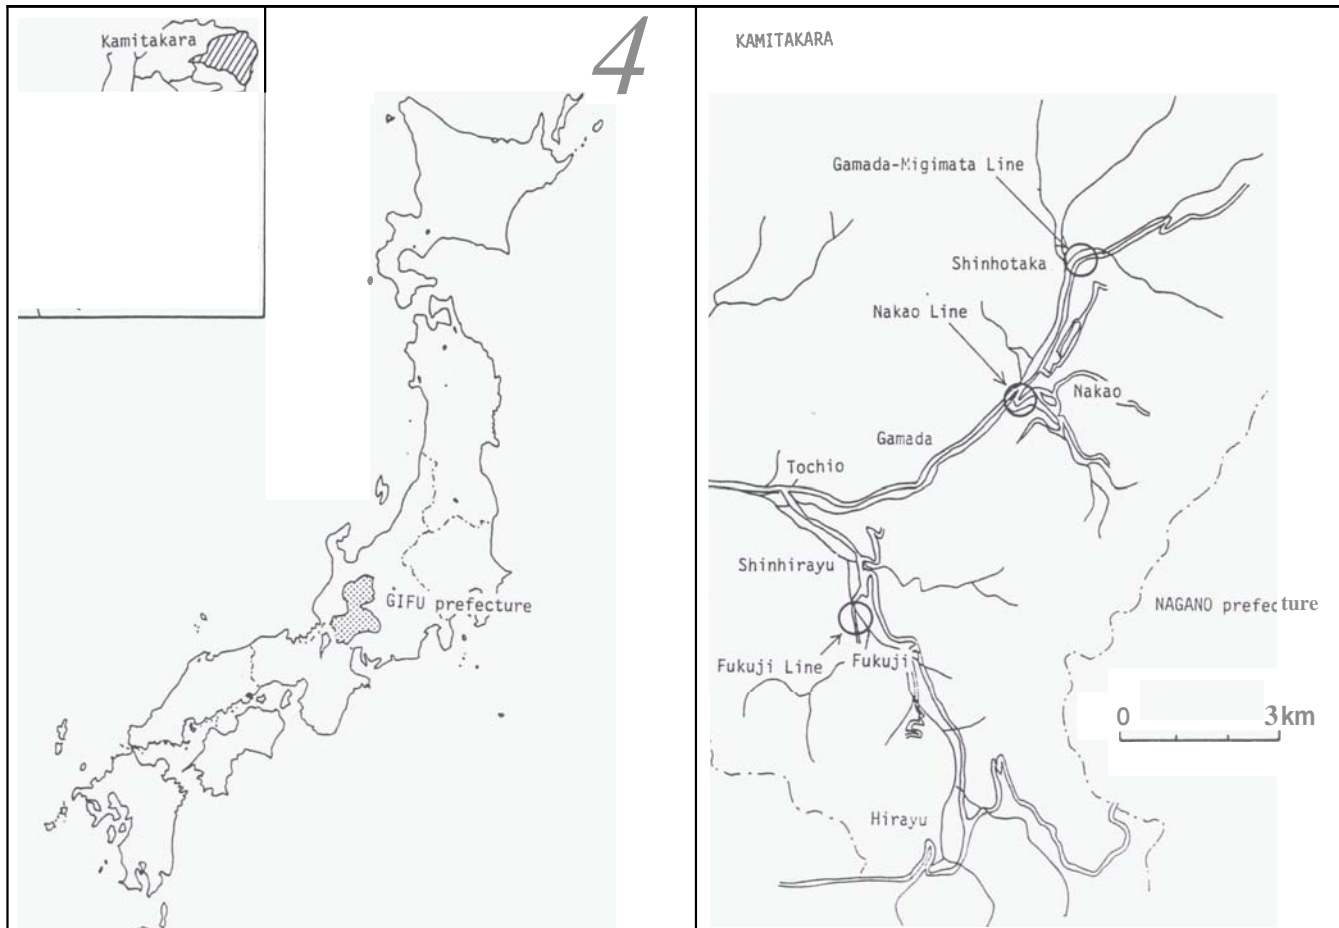 Kamitakara
4
GIFU prefecture
KAMITAKARA
Gamada-Migimata Line
Shinhotaka
Nakao Line
Nakao
Gamada
Tochio
Shinhirayu
NAGANO prefecture
Fukuji Line
Fukuji
0 3km
Hirayu